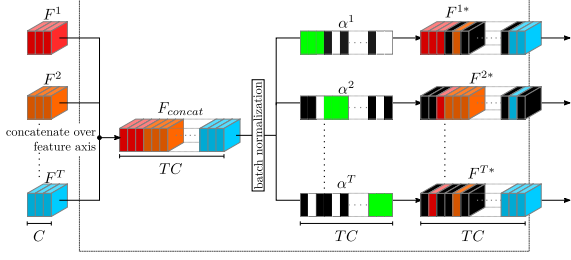 F^1
F^2
concatenate over
feature axis
F^T
C
F_concat
TC
batch normalization
α^1
α^2
α^T
TC
F^{1*}
F^{2*}
F^{T*}
TC